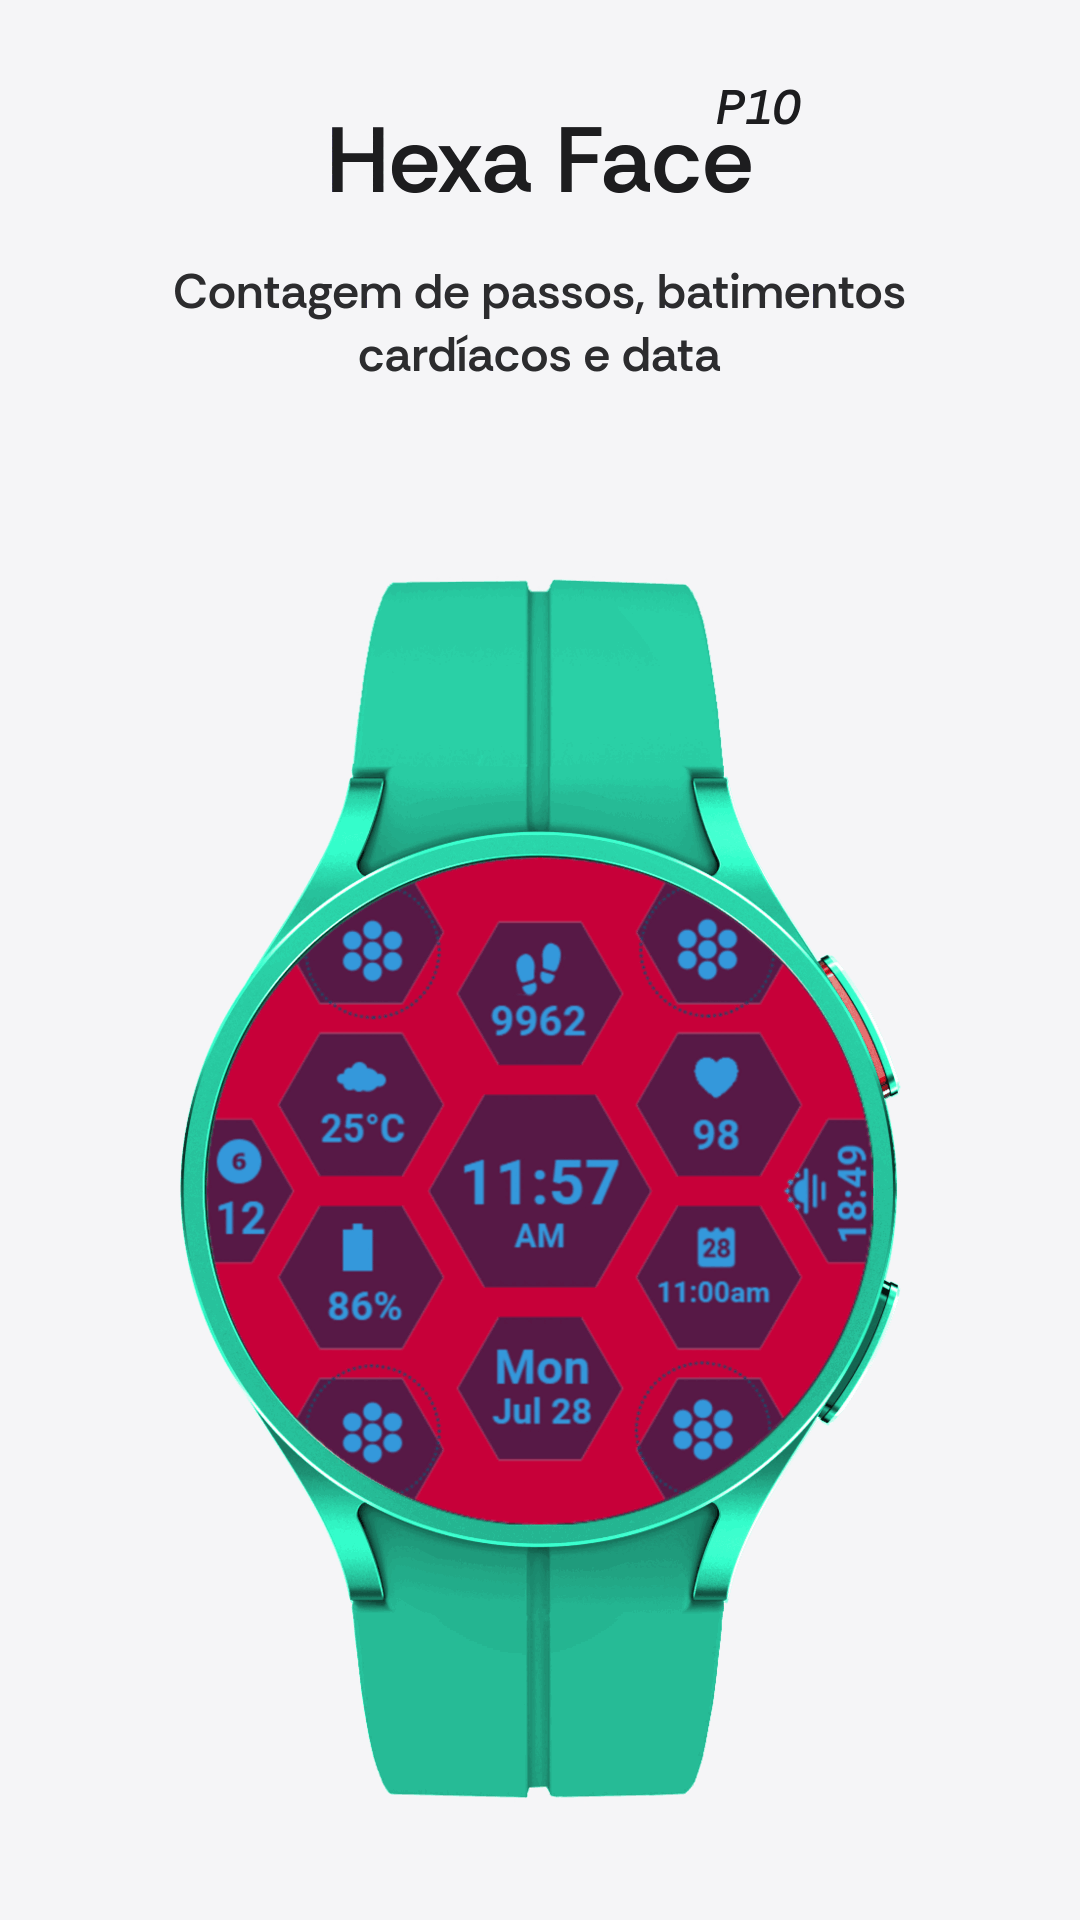 P10
Hexa Face
Contagem de passos, batimentos
cardíacos e data
9962
25°C
98
6
12
11:57
AM
18:49
86%
28
11:00am
Mon
Jul 28